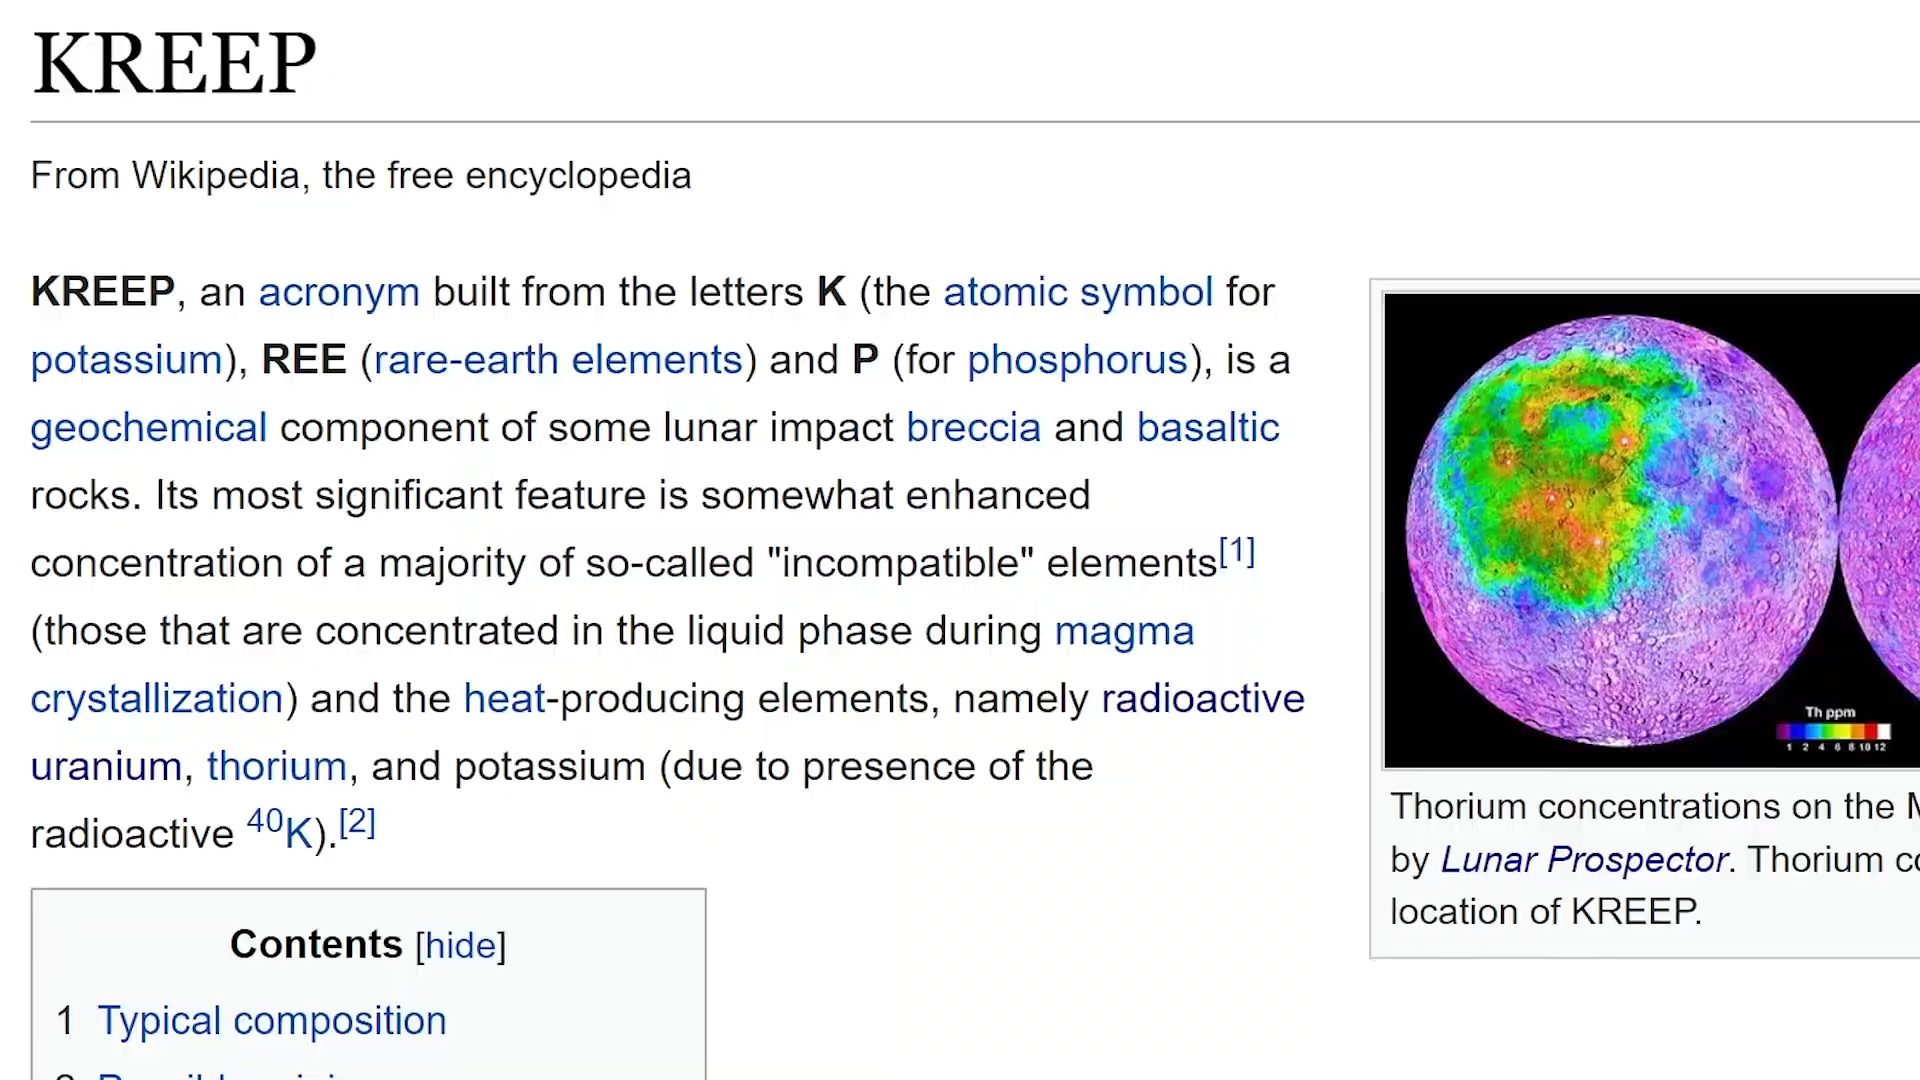 KREEP
From Wikipedia, the free encyclopedia
KREEP, an acronym built from the letters K (the atomic symbol for
potassium), REE (rare-earth elements) and P (for phosphorus), is a
geochemical component of some lunar impact breccia and basaltic
rocks. Its most significant feature is somewhat enhanced
concentration of a majority of so-called "incompatible" elements[1]
(those that are concentrated in the liquid phase during magma
crystallization) and the heat-producing elements, namely radioactive
uranium, thorium, and potassium (due to presence of the
radioactive 40K).[2]
Th ppm
1 2 4 6 8 10 12
Thorium concentrations on the
by Lunar Prospector. Thorium
location of KREEP.
Contents [hide]
1 Typical composition